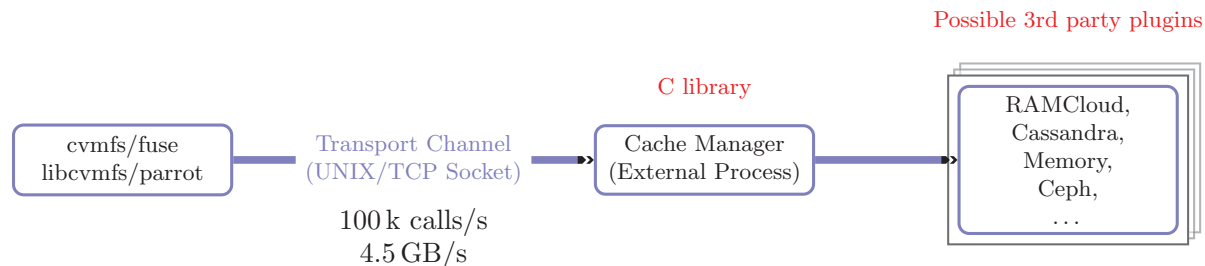 Possible 3rd party plugins
C library
cvmfs/fuse
libcvmfs/parrot
Transport Channel
(UNIX/TCP Socket)
100 k calls/s
4.5 GB/s
Cache Manager
(External Process)
RAMCloud,
Cassandra,
Memory,
Ceph,
. . .